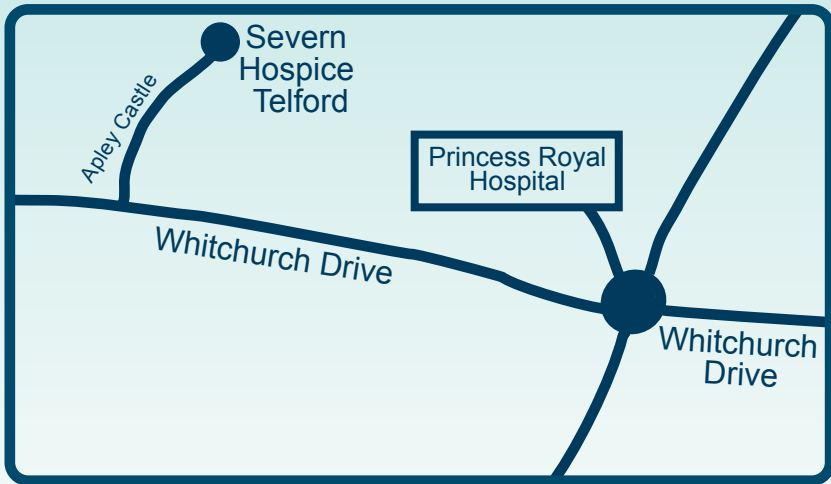 Severn
Hospice
Telford
Apley Castle
Princess Royal
Hospital
Whitchurch Drive
Whitchurch
Drive